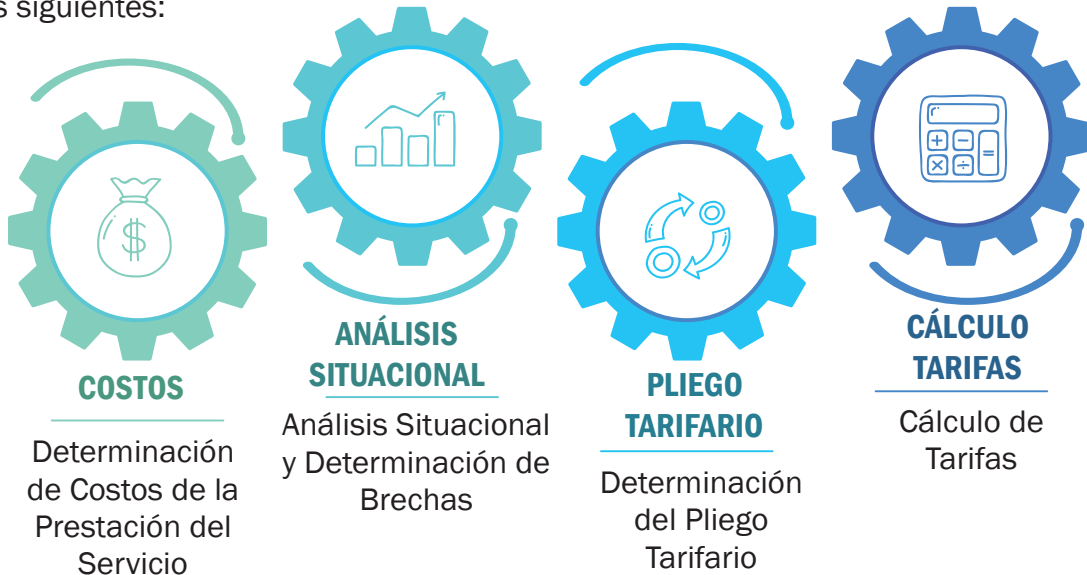 s siguientes:
COSTOS
Determinación
de Costos de la
Prestación del
Servicio
ANÁLISIS
SITUACIONAL
Análisis Situacional
y Determinación de
Brechas
PLIEGO
TARIFARIO
Determinación
del Pliego
Tarifario
CÁLCULO
TARIFAS
Cálculo de
Tarifas